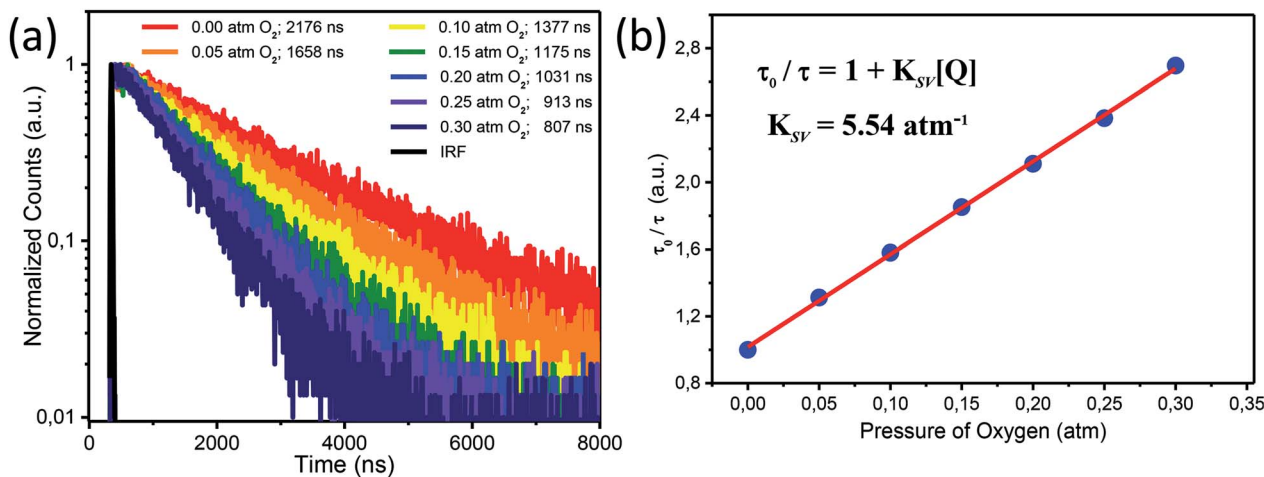 (a)
0.00 atm O₂; 2176 ns
0.05 atm O₂; 1658 ns
0.10 atm O₂; 1377 ns
0.15 atm O₂; 1175 ns
0.20 atm O₂; 1031 ns
0.25 atm O₂; 913 ns
0.30 atm O₂; 807 ns
IRF
Normalized Counts (a.u.)
1
0,1
0,01
0 2000 4000 6000 8000
Time (ns)
(b)
τ₀ / τ = 1 + K_SV[Q]
K_SV = 5.54 atm⁻¹
τ₀ / τ (a.u.)
2,8
2,4
2,0
1,6
1,2
0,8
0,00 0,05 0,10 0,15 0,20 0,25 0,30 0,35
Pressure of Oxygen (atm)